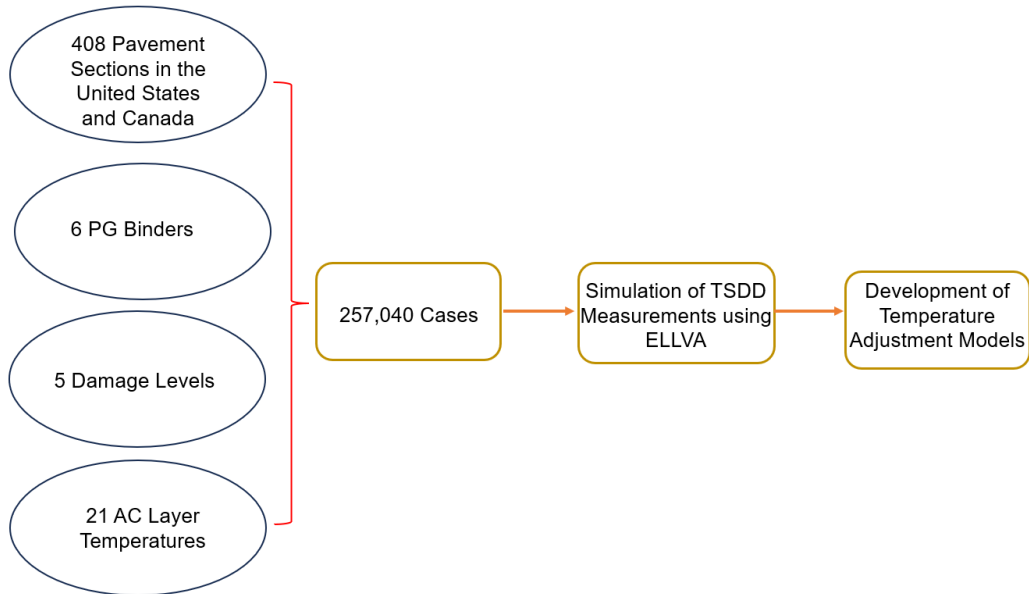 408 Pavement
Sections in the
United States
and Canada
6 PG Binders
5 Damage Levels
21 AC Layer
Temperatures
257,040 Cases
Simulation of TSDD
Measurements using
ELLVA
Development of
Temperature
Adjustment Models